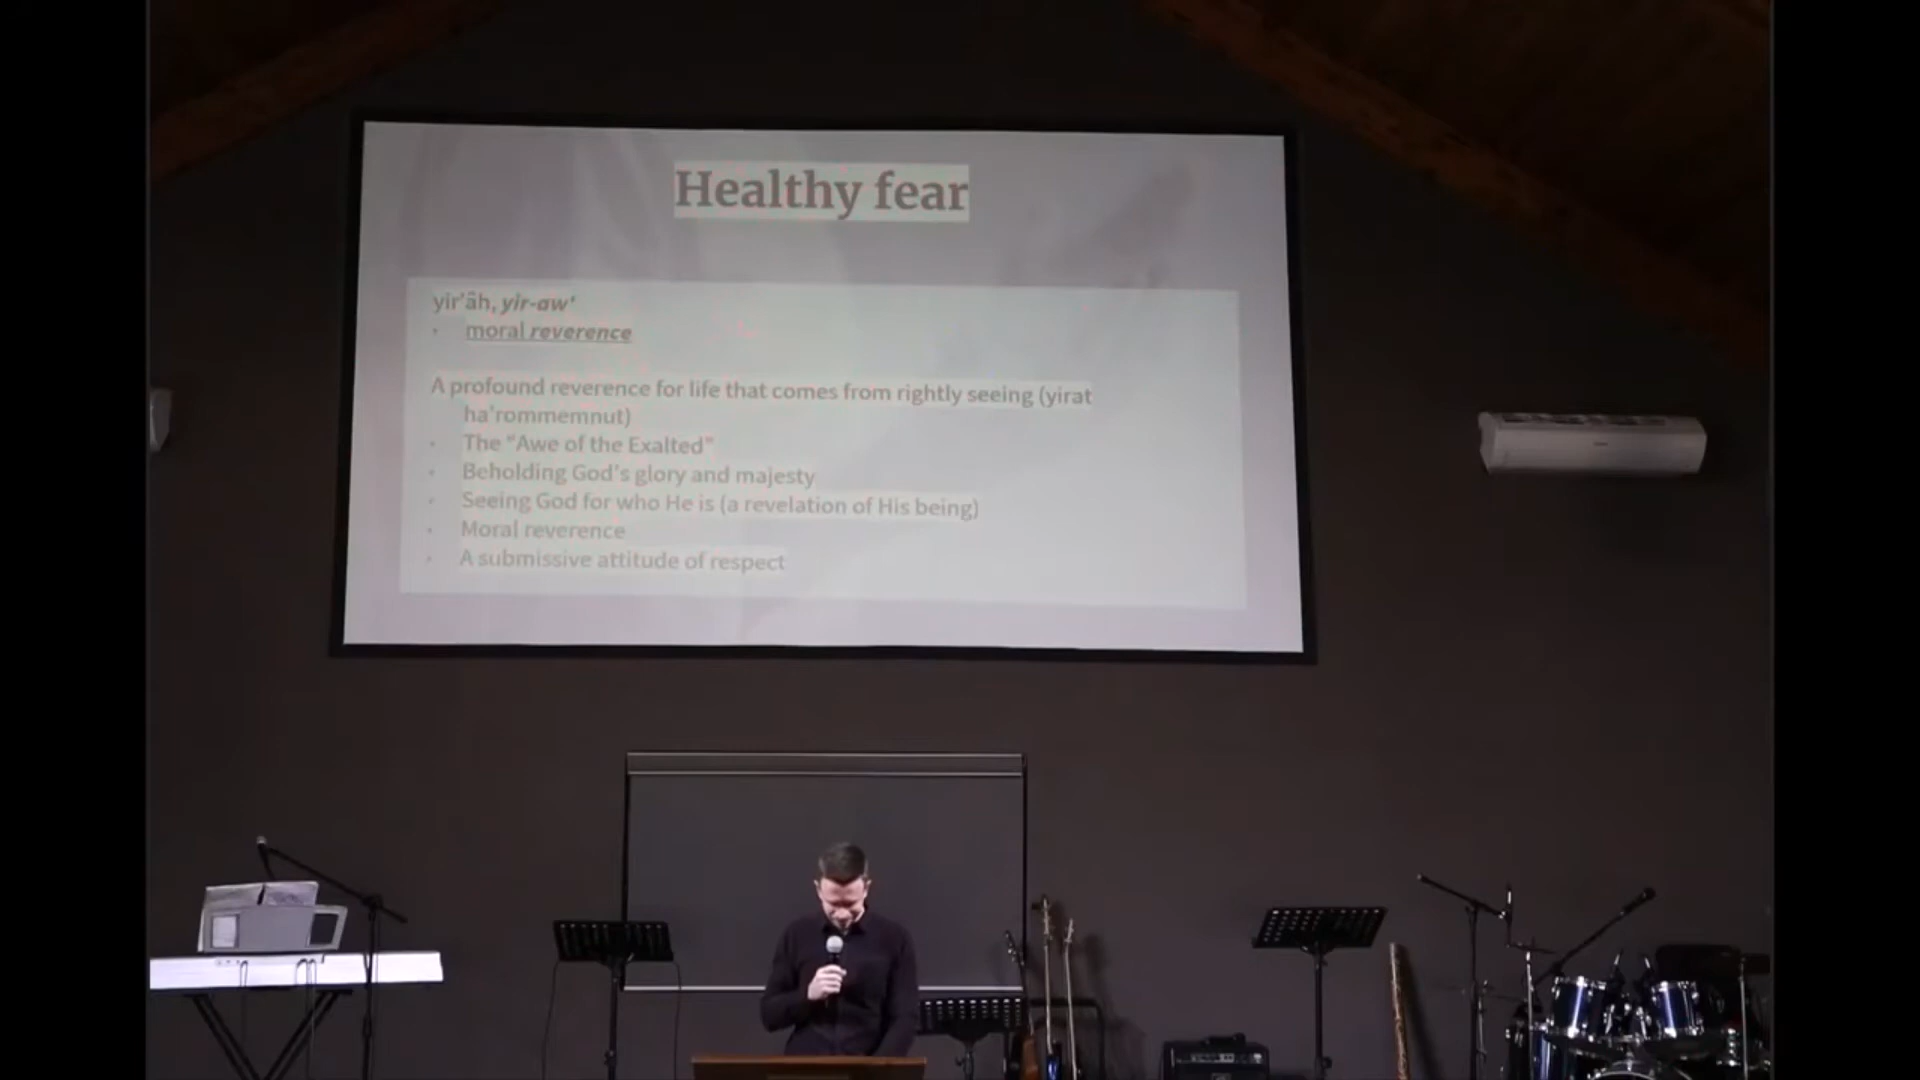 Healthy fear
yir'âh, yir-aw'
· moral reverence
A profound reverence for life that comes from rightly seeing (yirat
ha'rommemnut)
· The "Awe of the Exalted"
· Beholding God's glory and majesty
· Seeing God for who He is (a revelation of His being)
· Moral reverence
· A submissive attitude of respect